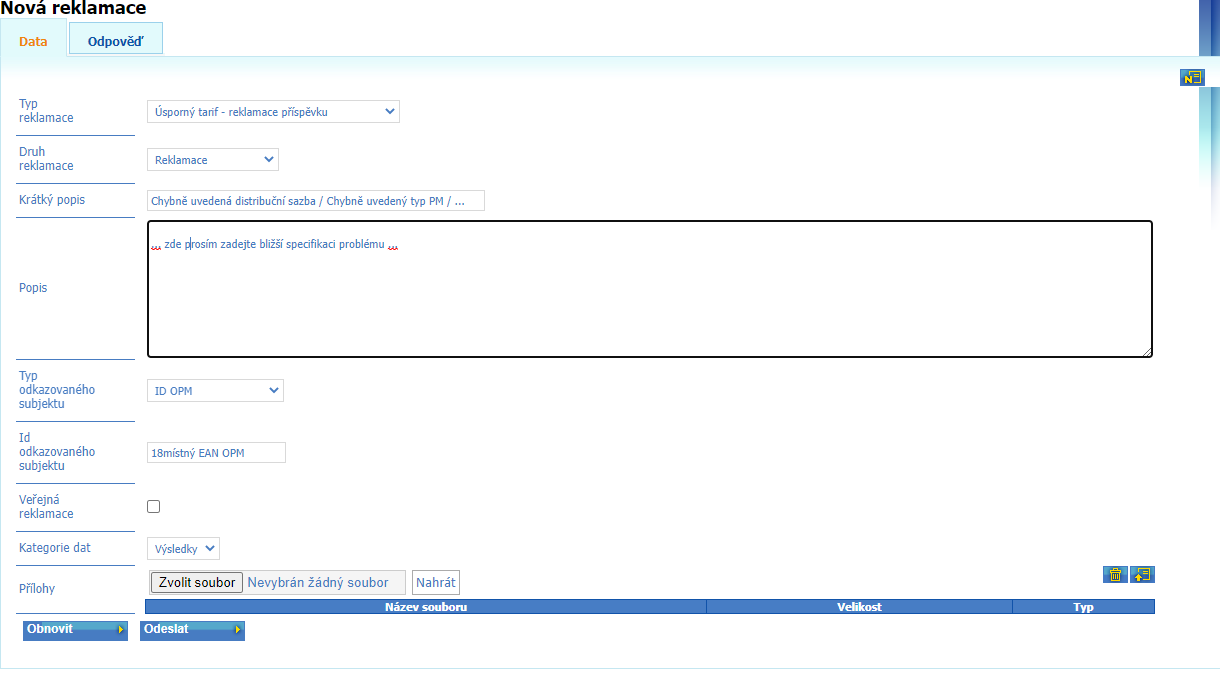 Nová reklamace
Data
Odpověď
Typ
reklamace
Úsporný tarif - reklamace příspěvku
Druh
reklamace
Reklamace
Krátký popis
Chybně uvedená distribuční sazba / Chybně uvedený typ PM / ...
Popis
,,, zde prosím zadejte bližší specifikaci problému ,,,
Typ
odkazovaného
subjektu
ID OPM
Id
odkazovaného
subjektu
18místný EAN OPM
Veřejná
reklamace
Kategorie dat
Výsledky
Přílohy
Zvolit soubor Nevybrán žádný soubor Nahrát
Název souboru Velikost Typ
Obnovit Odeslat
N